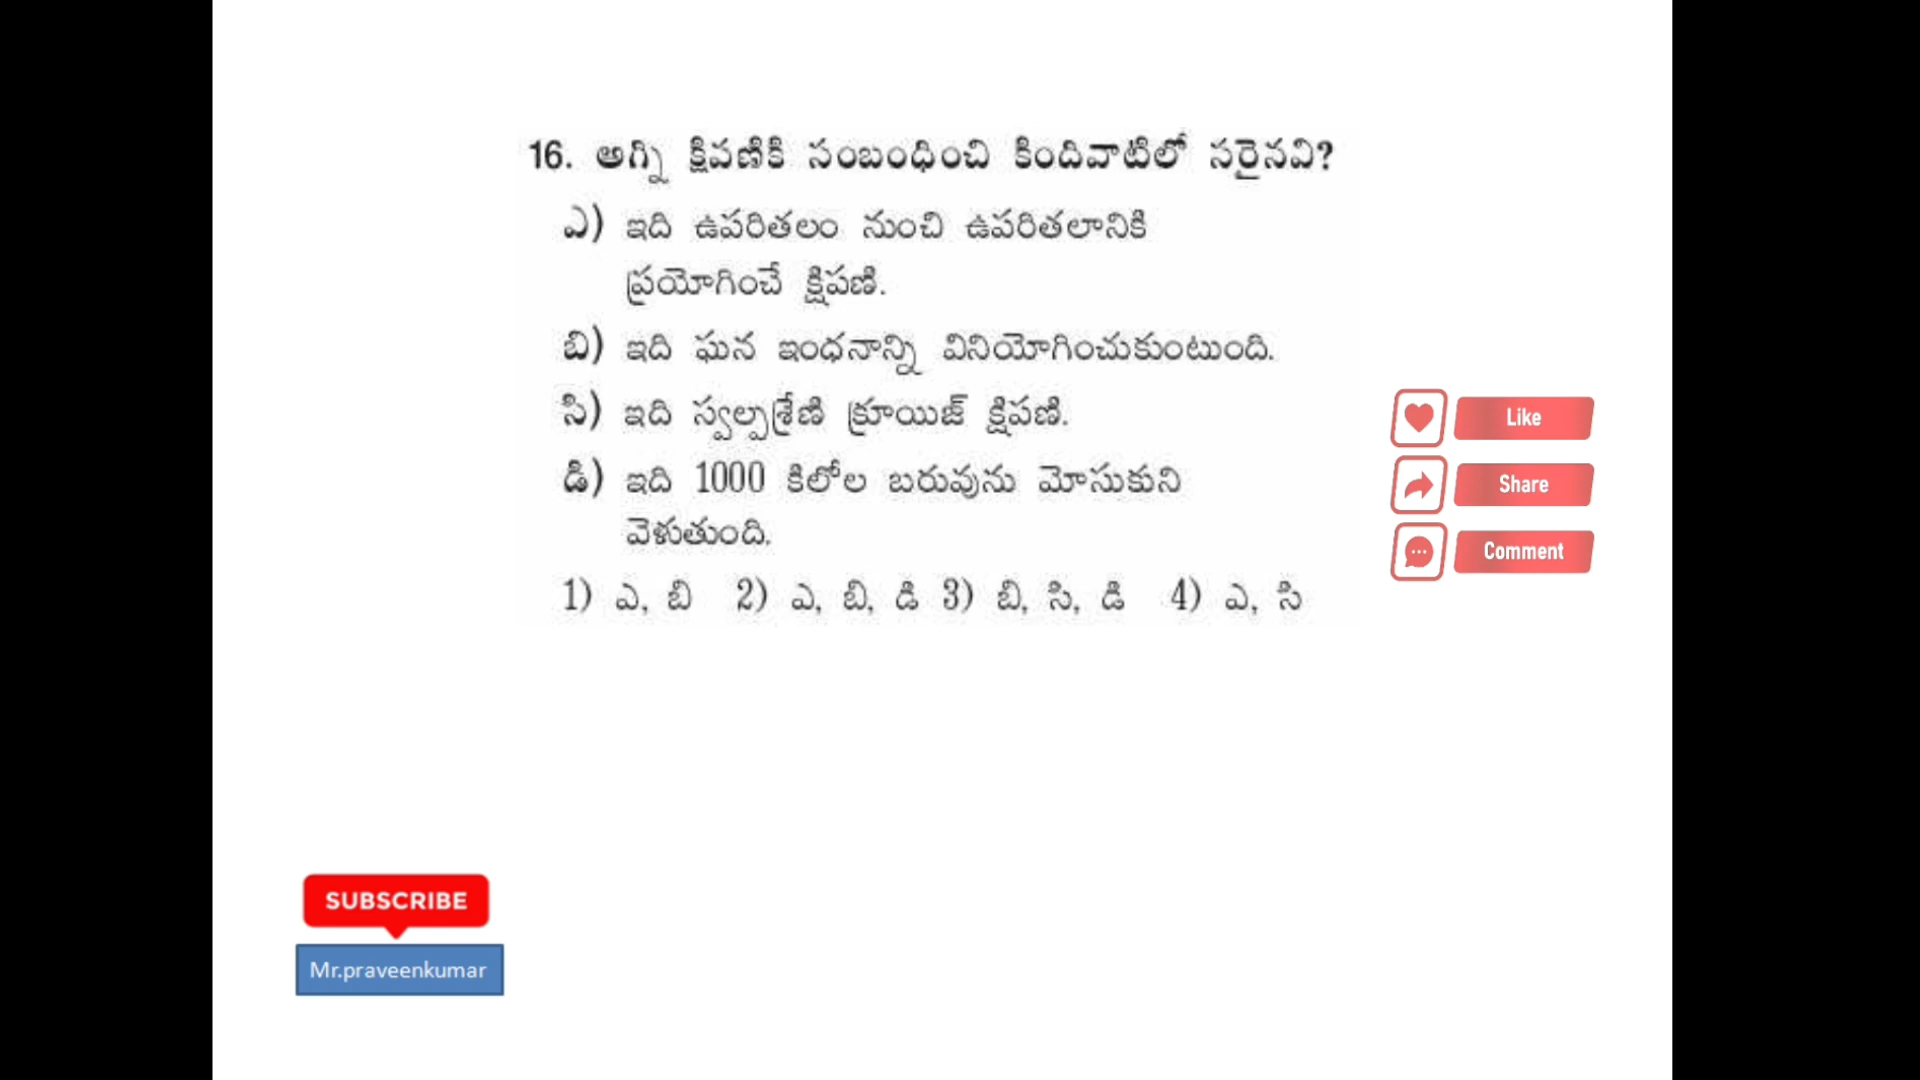 16. అగ్ని క్షిపణికి సంబంధించి కిందివాటిలో సరైనవి?
ఎ) ఇది ఉపరితలం నుంచి ఉపరితలానికి
ప్రయోగించే క్షిపణి.
బి) ఇది ఘన ఇంధనాన్ని వినియోగించుకుంటుంది.
సి) ఇది స్వల్పశ్రేణి క్రూయిజ్ క్షిపణి.
డి) ఇది 1000 కిలోల బరువును మోసుకుని
వెళుతుంది.
1) ఎ, బి 2) ఎ, బి, డి 3) బి, సి, డి 4) ఎ, సి
Like
Share
Comment
SUBSCRIBE
Mr.praveenkumar